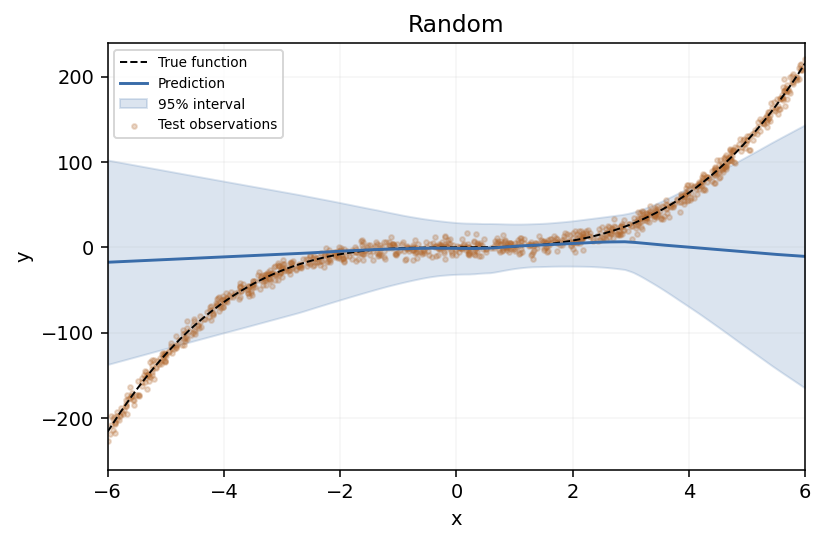 Random
True function
Prediction
95% interval
Test observations
200
100
0
−100
−200
y
−6
−4
−2
0
2
4
6
x